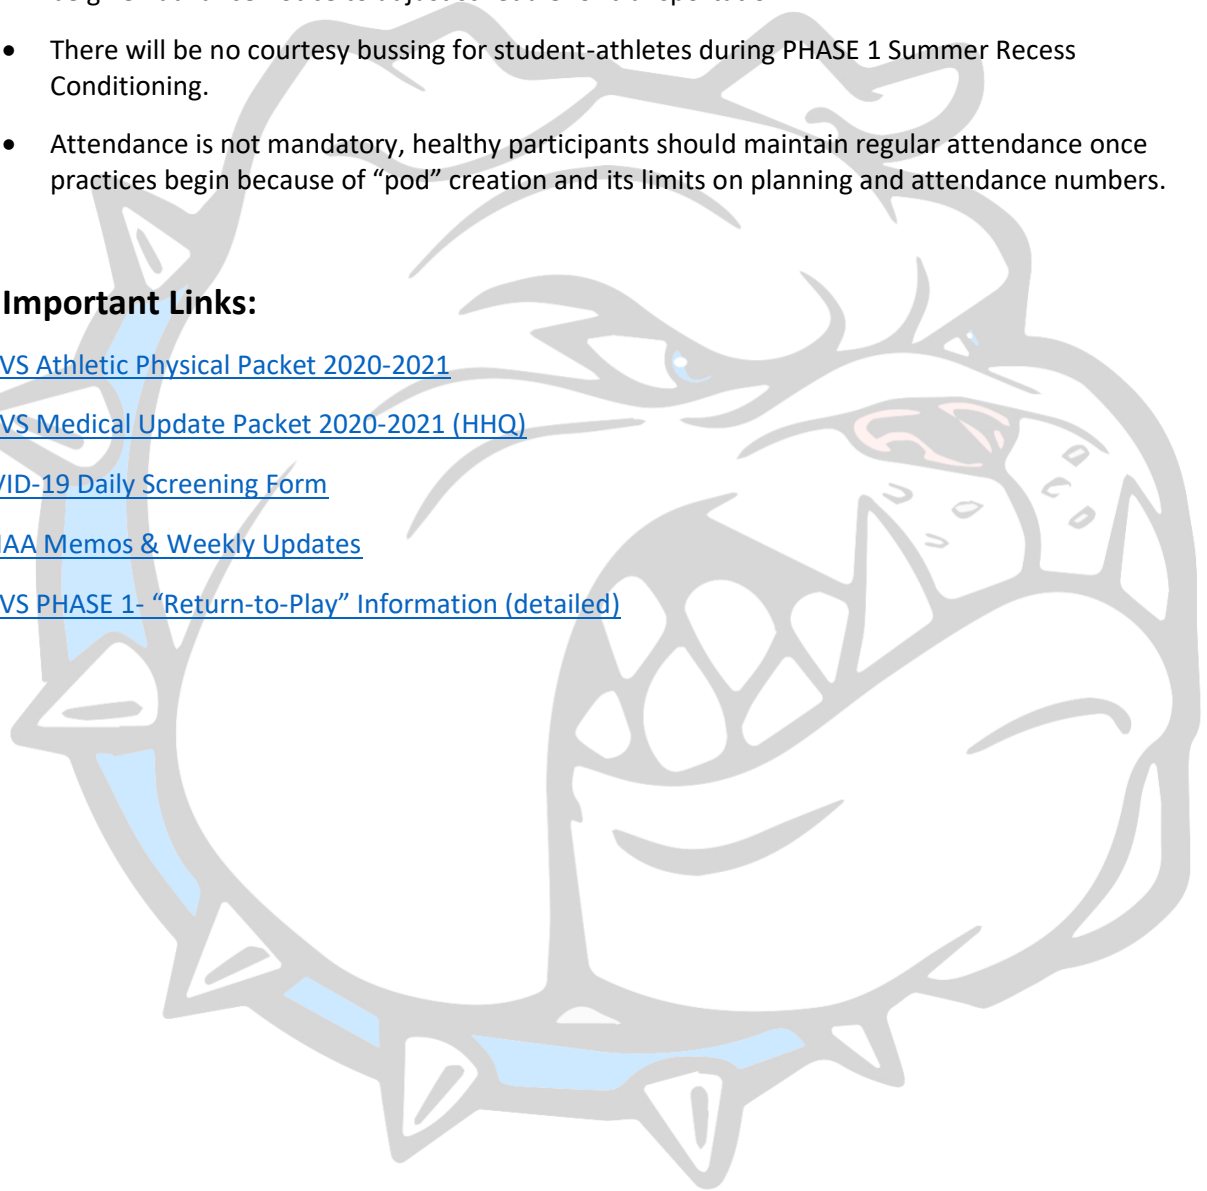 • There will be no courtesy bussing for student-athletes during PHASE 1 Summer Recess
Conditioning.
• Attendance is not mandatory, healthy participants should maintain regular attendance once
practices begin because of “pod” creation and its limits on planning and attendance numbers.
Important Links:
VS Athletic Physical Packet 2020-2021
VS Medical Update Packet 2020-2021 (HHQ)
VID-19 Daily Screening Form
IAA Memos & Weekly Updates
VS PHASE 1- “Return-to-Play” Information (detailed)